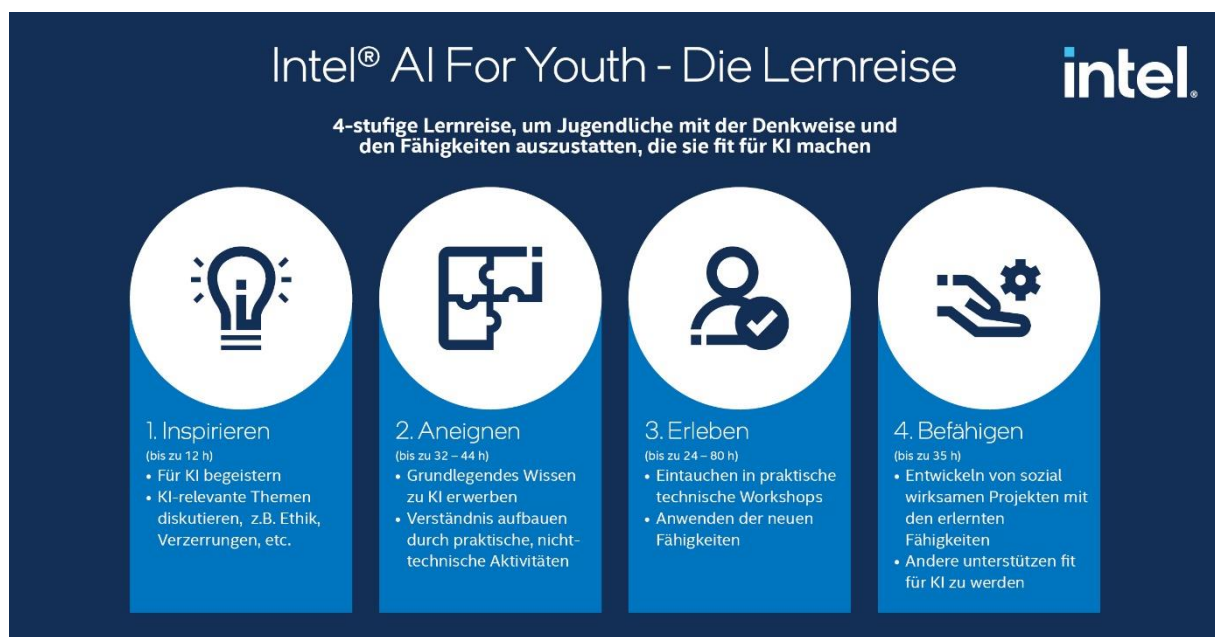 Intel® AI For Youth - Die Lernreise
intel®
4-stufige Lernreise, um Jugendliche mit der Denkweise und
den Fähigkeiten auszustatten, die sie fit für KI machen
1. Inspirieren
(bis zu 12 h)
• Für KI begeistern
• KI-relevante Themen
diskutieren, z.B. Ethik,
Verzerrungen, etc.
2. Aneignen
(bis zu 32 – 44 h)
• Grundlegendes Wissen
zu KI erwerben
• Verständnis aufbauen
durch praktische, nicht-
technische Aktivitäten
3. Erleben
(bis zu 24 – 80 h)
• Eintauchen in praktische
technische Workshops
• Anwenden der neuen
Fähigkeiten
4. Befähigen
(bis zu 35 h)
• Entwickeln von sozial
wirksamen Projekten mit
den erlernten
Fähigkeiten
• Andere unterstützen fit
für KI zu werden